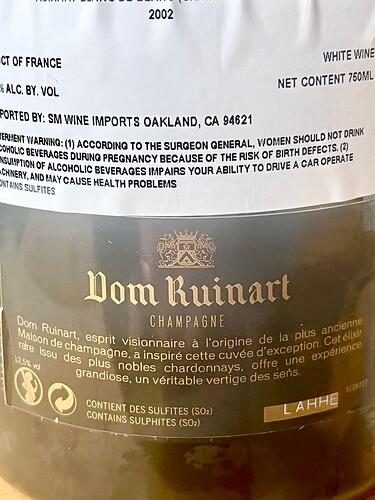 2002
CT OF FRANCE
WHITE WINE
% ALC. BY. VOL
NET CONTENT 750ML
PORTED BY: SM WINE IMPORTS OAKLAND, CA 94621
ERNMENT WARNING: (1) ACCORDING TO THE SURGEON GENERAL, WOMEN SHOULD NOT DRINK
COHOLIC BEVERAGES DURING PREGNANCY BECAUSE OF THE RISK OF BIRTH DEFECTS. (2)
NSUMPTION OF ALCOHOLIC BEVERAGES IMPAIRS YOUR ABILITY TO DRIVE A CAR OPERATE
ACHINERY, AND MAY CAUSE HEALTH PROBLEMS
ONTAINS SULFITES
Dom Ruinart
CHAMPAGNE
Dom Ruinart, esprit visionnaire à l'origine de la plus ancienne
Maison de champagne, a inspiré cette cuvée d'exception. Cet élixir
rare issu des plus nobles chardonnays, offre une expérience
grandiose, un véritable vertige des sens.
12,5% vol
CONTIENT DES SULFITES (SO₂)
CONTAINS SULPHITES (SO₂)
LAHHE